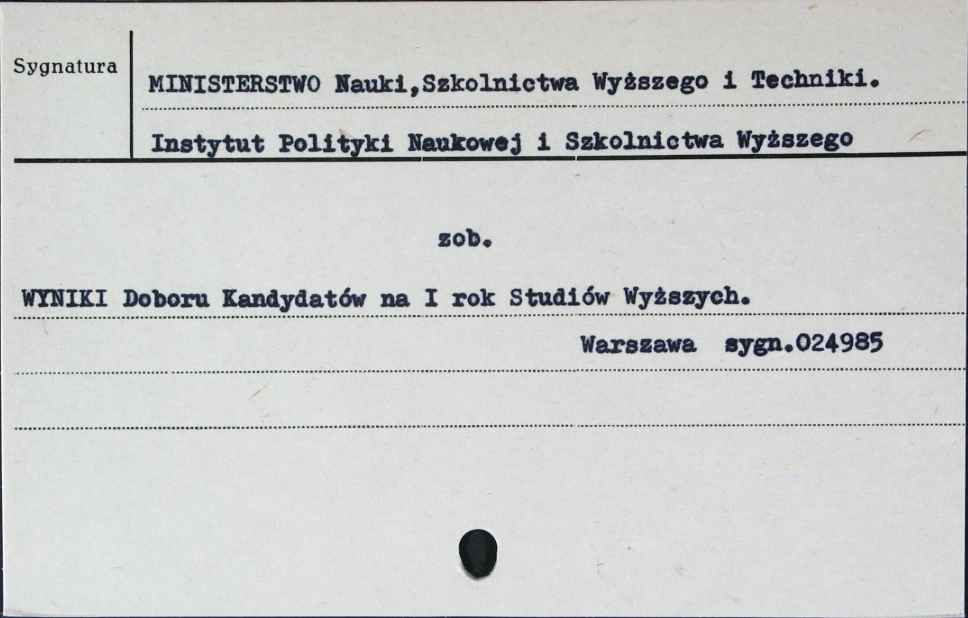 Sygnatura
MINISTERSTWO Nauki,Szkolnictwa Wyższego i Techniki.
Instytut Polityki Naukowej i Szkolnictwa Wyższego
zob.
WYNIKI Doboru Kandydatów na I rok Studiów Wyższych.
Warszawa sygn.024985